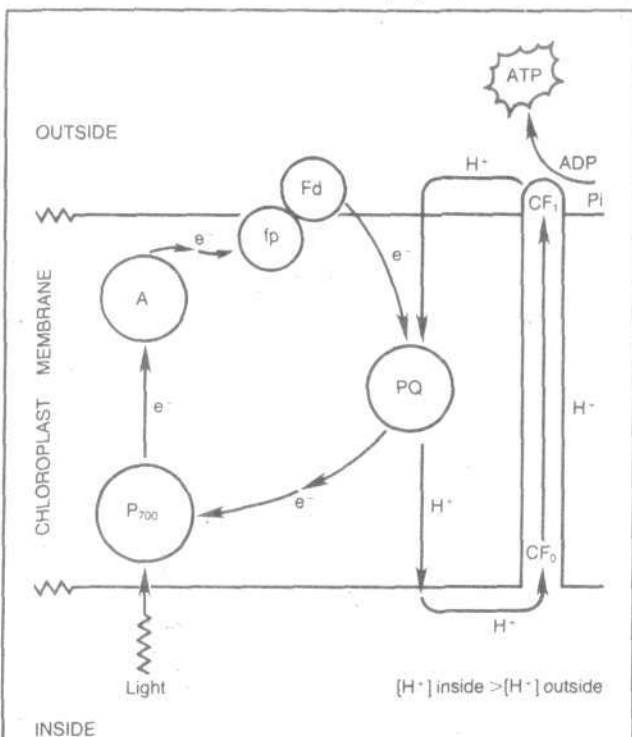 ATP
OUTSIDE
H⁺
ADP
Fd
CF₁
Pi
fp
e⁻
e⁻
A
CHLOROPLAST MEMBRANE
PQ
H⁻
e⁻
P₇₀₀
e⁻
H⁺
CF₀
H⁻
Light
[H⁺] inside >[H⁻] outside
INSIDE